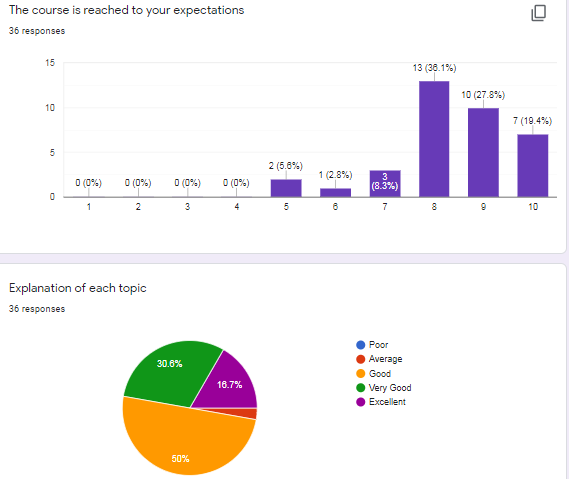 The course is reached to your expectations
36 responses
15
13 (36.1%)
10 (27.8%)
10
7 (19.4%)
5
2 (5.6%)
1 (2.8%)
3
(8.3%)
0 (0%) 0 (0%) 0 (0%) 0 (0%)
0
1 2 3 4 5 6 7 8 9 10
Explanation of each topic
36 responses
30.6%
16.7%
50%
Poor
Average
Good
Very Good
Excellent